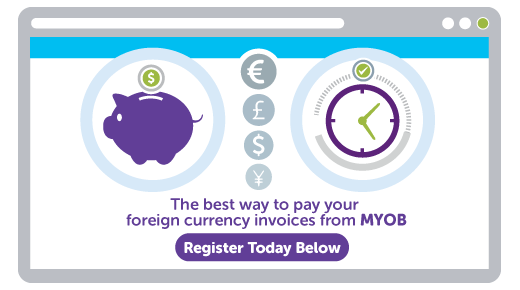 $
€
£
$
¥
The best way to pay your
foreign currency invoices from MYOB
Register Today Below